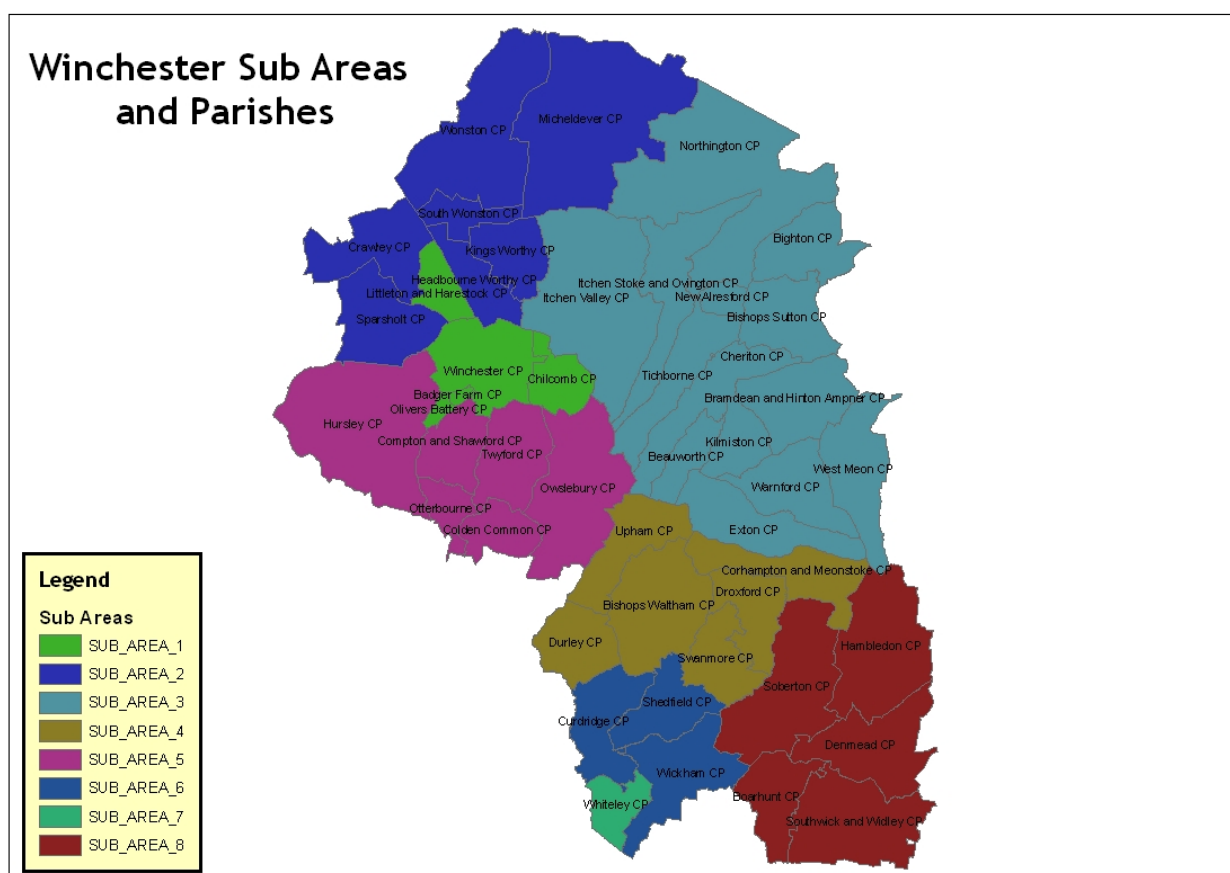 Winchester Sub Areas
and Parishes
Wonston CP
Micheldever CP
Northington CP
South Wonston CP
Crawley CP
Kings Worthy CP
Bighton CP
Headbourne Worthy CP
Itchen Stoke and Ovington CP
Littleton and Harestock CP
Itchen Valley CP
New Alresford CP
Sparsholt CP
Bishops Sutton CP
Cheriton CP
Winchester CP
Chilcomb CP
Tichborne CP
Badger Farm CP
Bramdean and Hinton Ampner CP
Olivers Battery CP
Hursley CP
Compton and Shawford CP
Kilmiston CP
Twyford CP
Beauworth CP
West Meon CP
Owslebury CP
Warnford CP
Otterbourne CP
Colden Common CP
Upham CP
Exton CP
Corhampton and Meonstoke CP
Droxford CP
Bishops Waltham CP
Durley CP
Hambledon CP
Swanmore CP
Soberton CP
Shedfield CP
Curdridge CP
Denmead CP
Wickham CP
Boarhunt CP
Whiteley CP
Southwick and Widley CP
Legend
Sub Areas
SUB_AREA_1
SUB_AREA_2
SUB_AREA_3
SUB_AREA_4
SUB_AREA_5
SUB_AREA_6
SUB_AREA_7
SUB_AREA_8